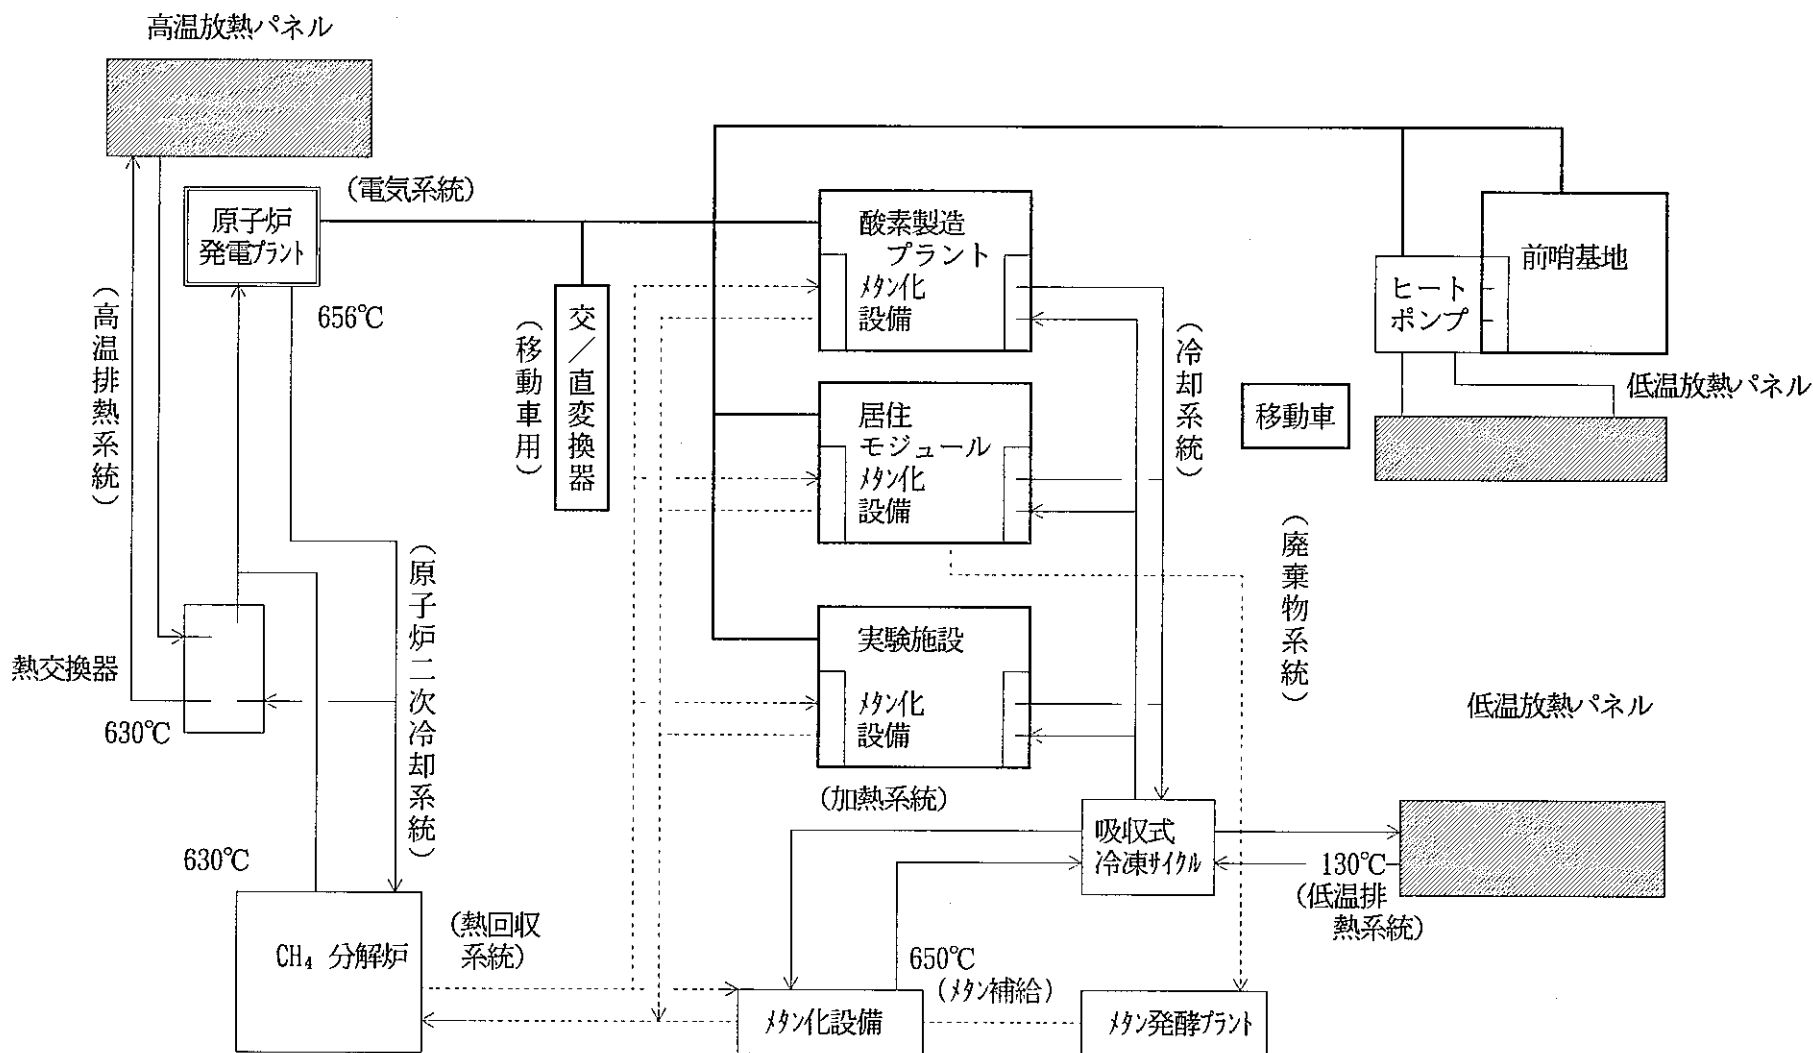 高温放熱パネル
(電気系統)
原子炉
発電プラント
656℃
(高温排熱系統)
(移動車用)
交／直変換器
酸素製造
プラント
メタン化
設備
(冷却系統)
前哨基地
ヒート
ポンプ
低温放熱パネル
移動車
居住
モジュール
メタン化
設備
(廃棄物系統)
(原子炉二次冷却系統)
熱交換器
630℃
実験施設
メタン化
設備
低温放熱パネル
(加熱系統)
吸収式
冷凍サイクル
130℃
(低温排
熱系統)
630℃
CH₄ 分解炉
(熱回収
系統)
650℃
(メタン補給)
メタン化設備
メタン発酵プラント